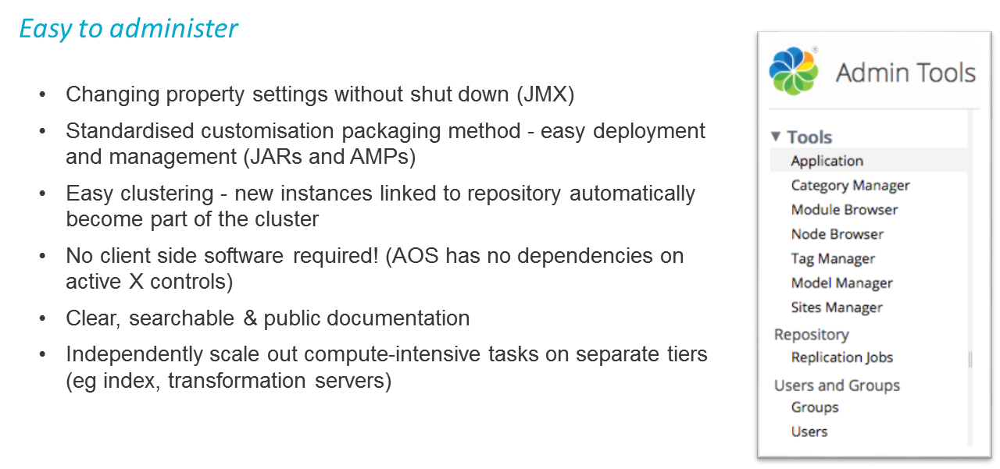 Easy to administer
• Changing property settings without shut down (JMX)
• Standardised customisation packaging method - easy deployment
and management (JARs and AMPs)
• Easy clustering - new instances linked to repository automatically
become part of the cluster
• No client side software required! (AOS has no dependencies on
active X controls)
• Clear, searchable & public documentation
• Independently scale out compute-intensive tasks on separate tiers
(eg index, transformation servers)
® Admin Tools
▼ Tools
Application
Category Manager
Module Browser
Node Browser
Tag Manager
Model Manager
Sites Manager
Repository
Replication Jobs
Users and Groups
Groups
Users